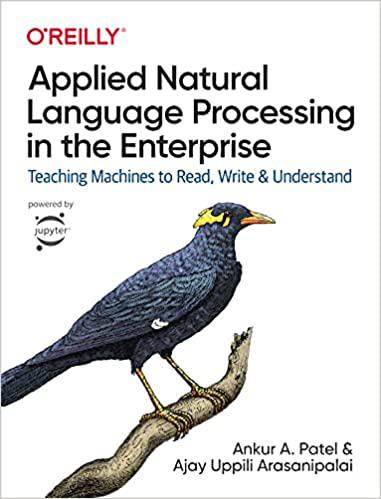 O'REILLY®
Applied Natural
Language Processing
in the Enterprise
Teaching Machines to Read, Write & Understand
powered by
jupyter
Ankur A. Patel &
Ajay Uppili Arasanipalai